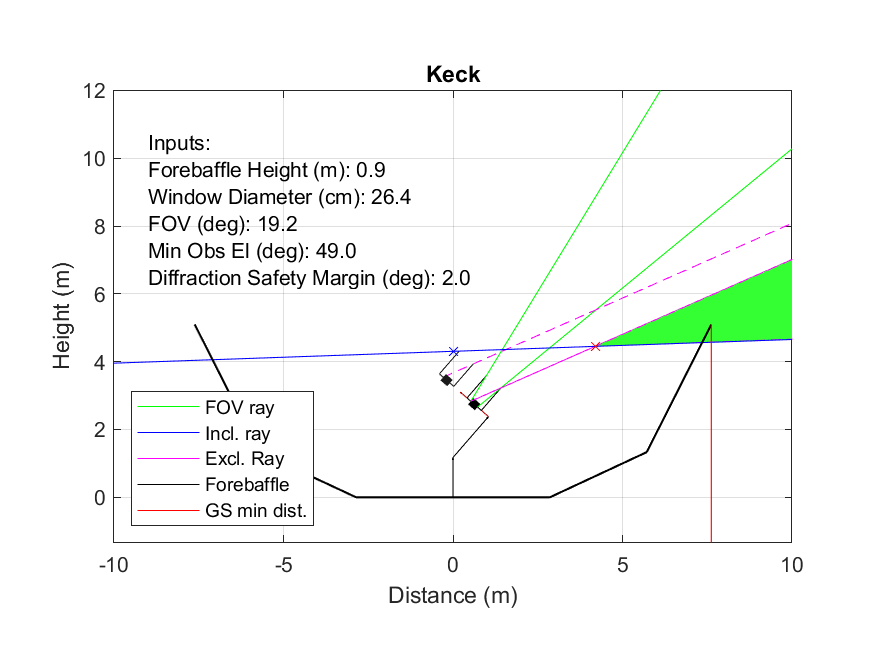 Keck
12
10
8
6
4
2
0
Height (m)
Inputs:
Forebaffle Height (m): 0.9
Window Diameter (cm): 26.4
FOV (deg): 19.2
Min Obs El (deg): 49.0
Diffraction Safety Margin (deg): 2.0
FOV ray
Incl. ray
Excl. Ray
Forebaffle
GS min dist.
-10
-5
0
5
10
Distance (m)